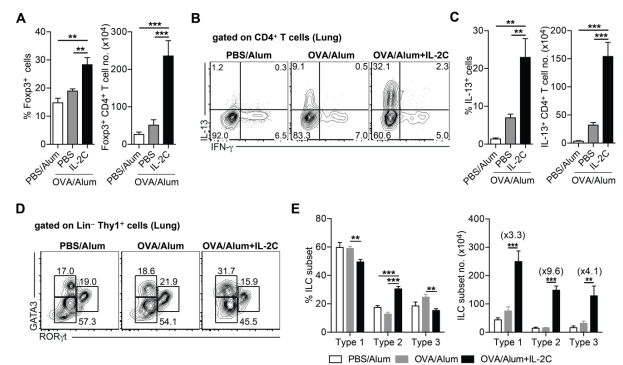 A
% Foxp3⁺ cells
40
30
20
10
0
**
**
PBS/Alum
PBS
IL-2C
OVA/Alum
Foxp3⁺ CD4⁺ T cell no. (x10⁴)
300
200
100
0
***
***
PBS/Alum
PBS
IL-2C
OVA/Alum
B
gated on CD4⁺ T cells (Lung)
PBS/Alum
OVA/Alum
OVA/Alum+IL-2C
1.2
0.3
92.0
6.5
9.1
0.5
83.3
7.0
32.1
2.3
60.6
5.0
IL-13
IFN-γ
C
% IL-13⁺ cells
30
20
10
0
**
**
PBS/Alum
PBS
IL-2C
OVA/Alum
IL-13⁺ CD4⁺ T cell no. (x10⁴)
200
150
100
50
0
***
***
PBS/Alum
PBS
IL-2C
OVA/Alum
D
gated on Lin⁻ Thy1⁺ cells (Lung)
PBS/Alum
OVA/Alum
OVA/Alum+IL-2C
17.0
19.0
57.3
18.6
21.9
54.1
31.7
15.9
45.5
GATA3
RORγt
E
% ILC subset
80
60
40
20
0
**
***
***
**
Type 1
Type 2
Type 3
ILC subset no. (x10⁴)
400
300
200
100
0
(x3.3)
***
(x9.6)
***
(x4.1)
**
Type 1
Type 2
Type 3
PBS/Alum
OVA/Alum
OVA/Alum+IL-2C